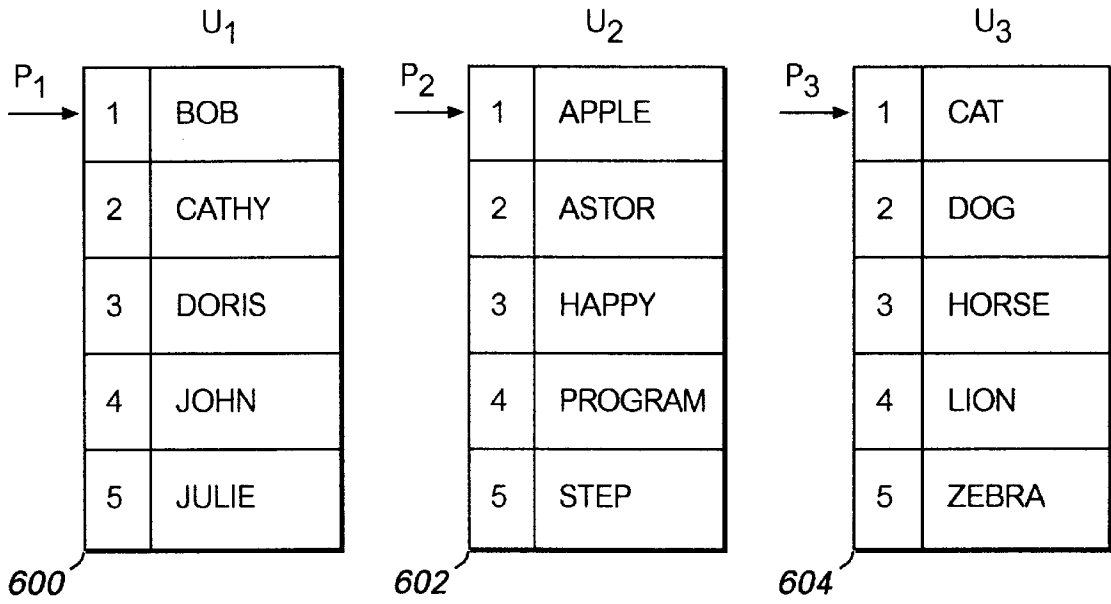 U1 U2 U3
P1 P2 P3
1 BOB 1 APPLE 1 CAT
2 CATHY 2 ASTOR 2 DOG
3 DORIS 3 HAPPY 3 HORSE
4 JOHN 4 PROGRAM 4 LION
5 JULIE 5 STEP 5 ZEBRA
600 602 604